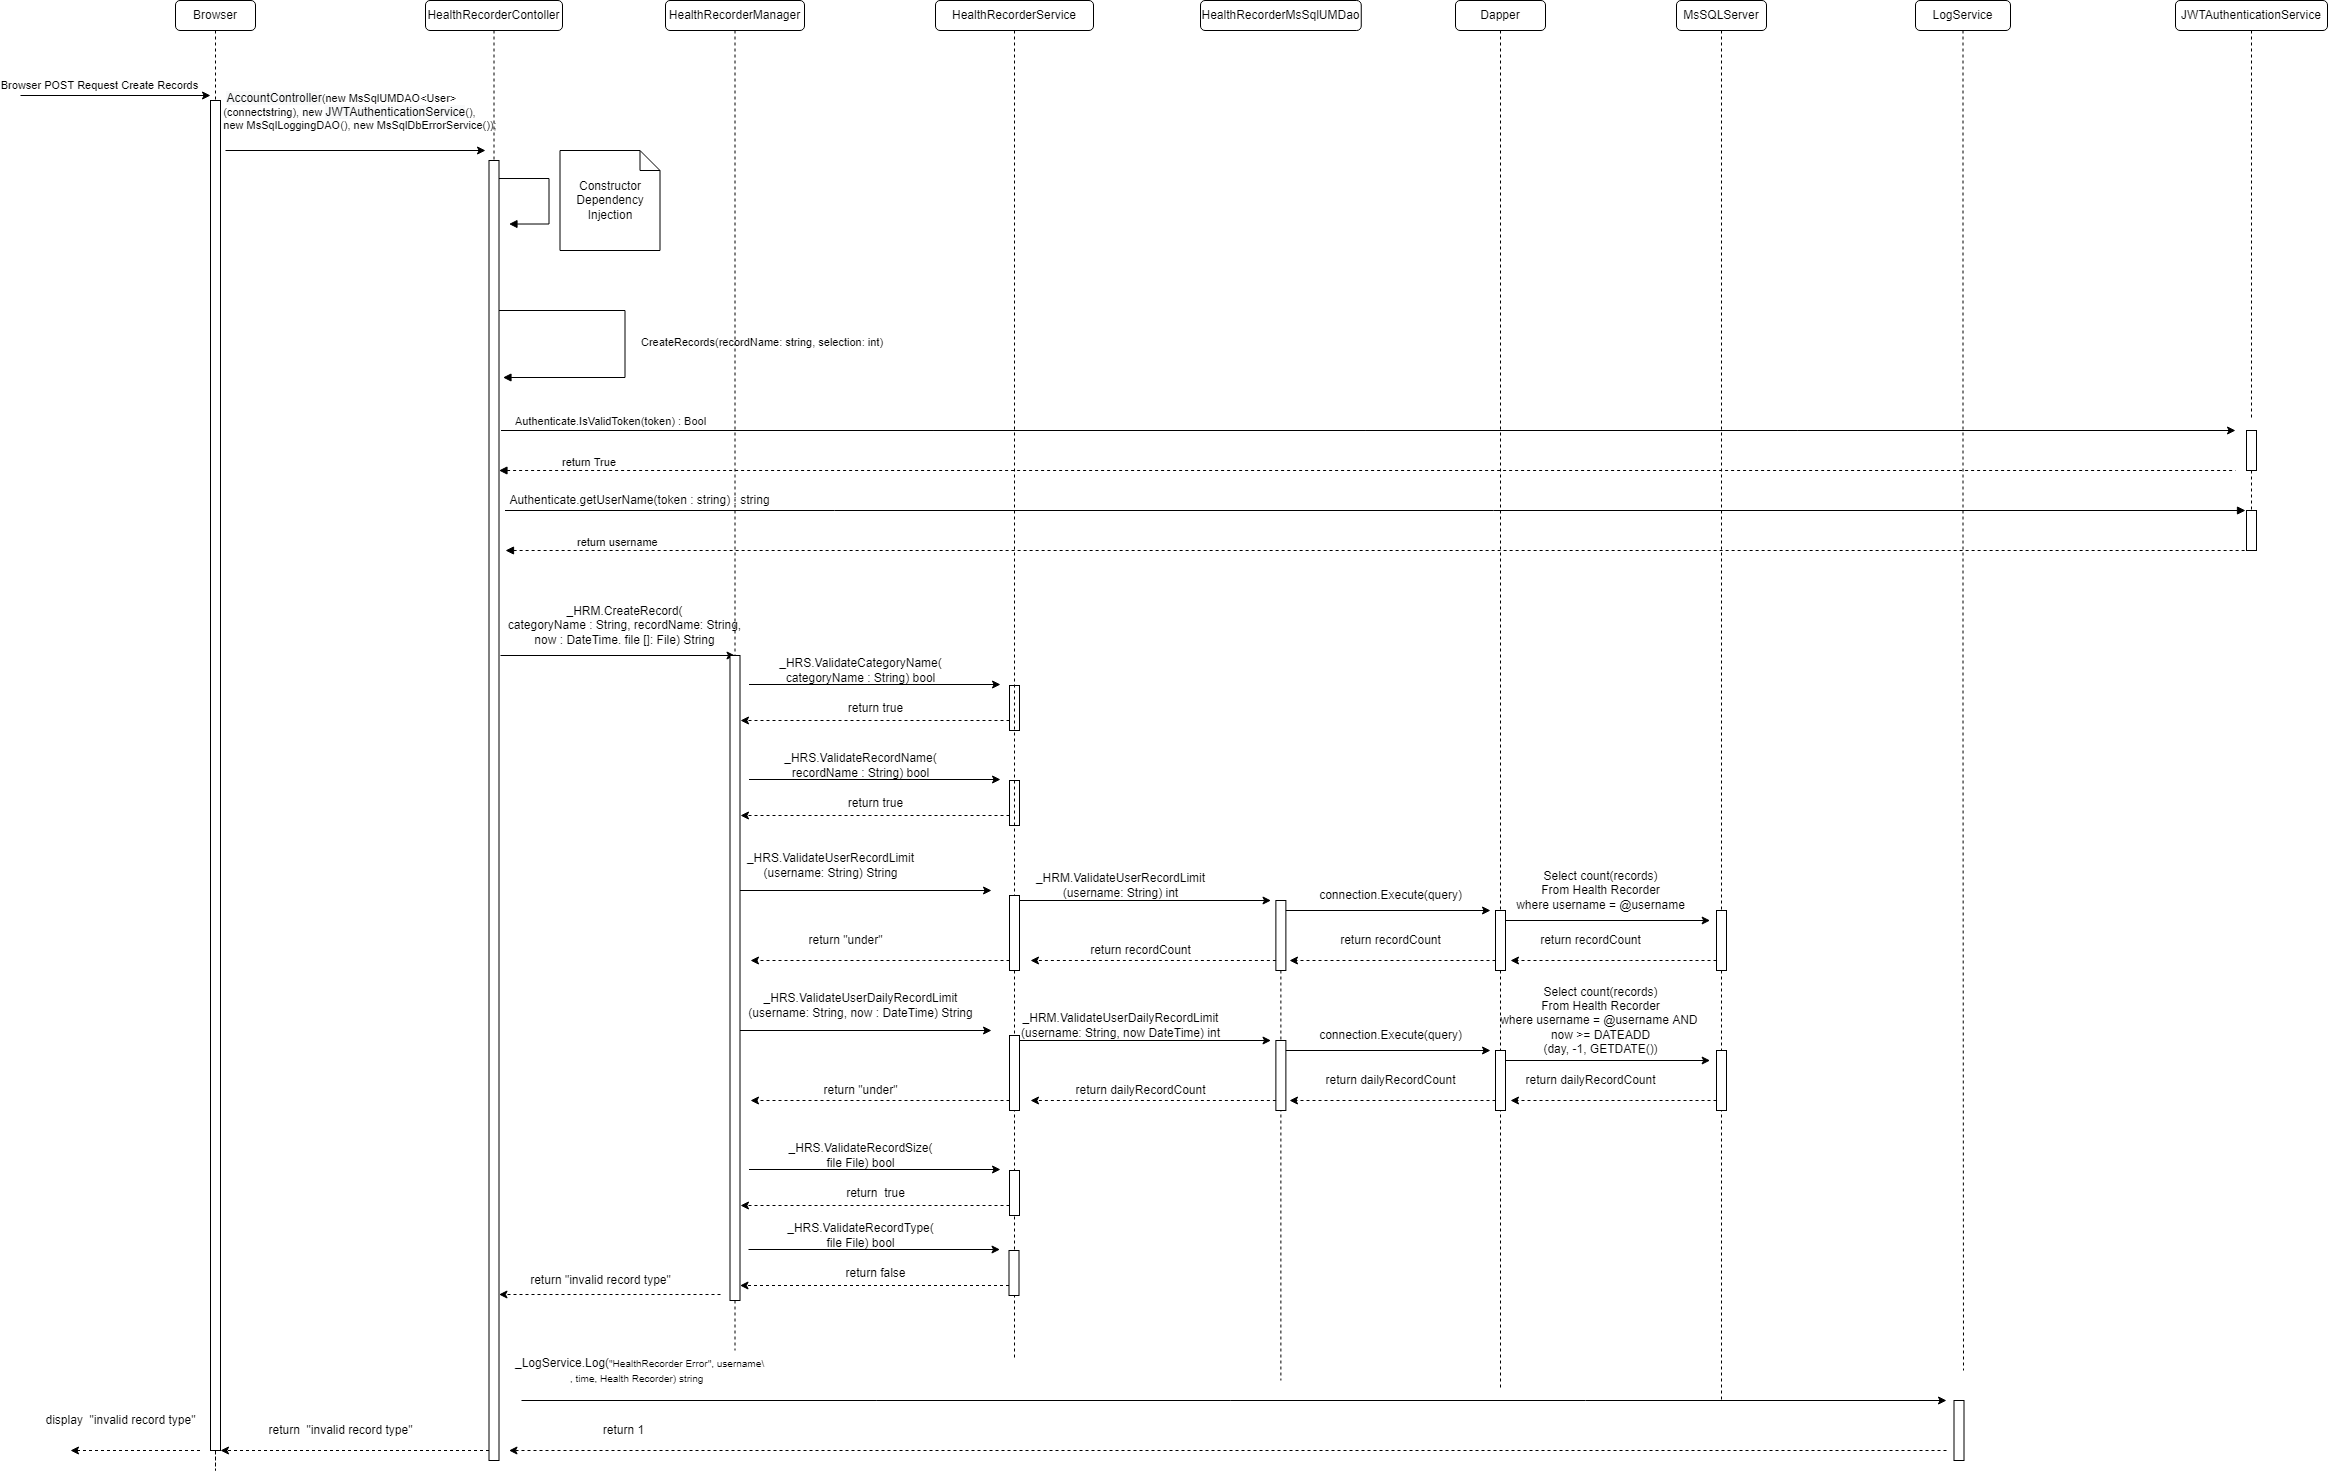 Browser
HealthRecorderContoller
HealthRecorderManager
HealthRecorderService
HealthRecorderMsSqlUMDao
Dapper
MsSQLServer
LogService
JWTAuthenticationService
Browser POST Request Create Records
AccountController(new MsSqlUMDAO<User>
(connectstring), new JWTAuthenticationService(),
new MsSqlLoggingDAO(), new MsSqlDbErrorService());
Constructor
Dependency
Injection
CreateRecords(recordName: string, selection: int)
Authenticate.IsValidToken(token) : Bool
return True
Authenticate.getUserName(token : string) : string
return username
_HRM.CreateRecord(
categoryName : String, recordName: String,
now : DateTime. file []: File) String
_HRS.ValidateCategoryName(
categoryName : String) bool
return true
_HRS.ValidateRecordName(
recordName : String) bool
return true
_HRS.ValidateUserRecordLimit
(username: String) String
_HRM.ValidateUserRecordLimit
(username: String) int
connection.Execute(query)
Select count(records)
From Health Recorder
where username = @username
return "under"
return recordCount
return recordCount
return recordCount
_HRS.ValidateUserDailyRecordLimit
(username: String, now : DateTime) String
_HRM.ValidateUserDailyRecordLimit
(username: String, now DateTime) int
connection.Execute(query)
Select count(records)
From Health Recorder
where username = @username AND
now >= DATEADD
(day, -1, GETDATE())
return "under"
return dailyRecordCount
return dailyRecordCount
return dailyRecordCount
_HRS.ValidateRecordSize(
file File) bool
return  true
_HRS.ValidateRecordType(
file File) bool
return false
return "invalid record type"
_LogService.Log("HealthRecorder Error", username\
, time, Health Recorder) string
display  "invalid record type"
return  "invalid record type"
return 1